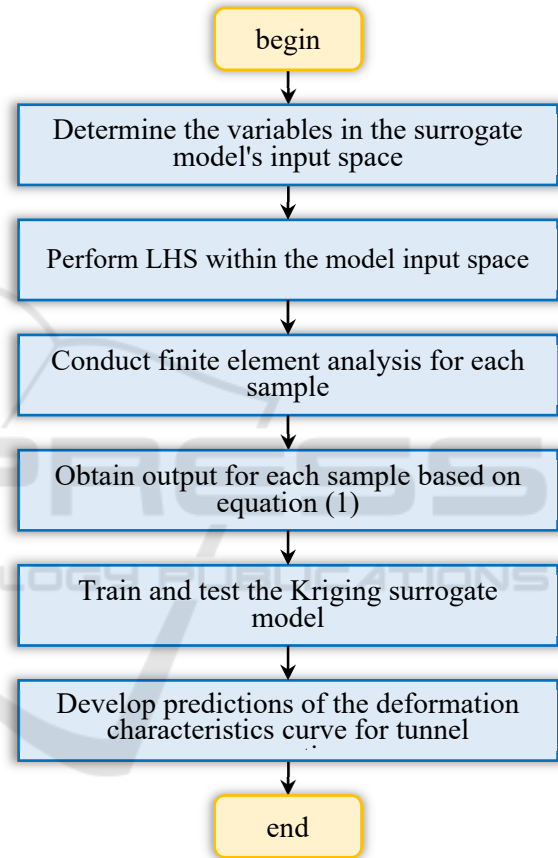 begin
Determine the variables in the surrogate
model's input space
Perform LHS within the model input space
Conduct finite element analysis for each
sample
Obtain output for each sample based on
equation (1)
PRESS
Train and test the Kriging surrogate
model
PUBLICATIONS
Develop predictions of the deformation
characteristics curve for tunnel
end